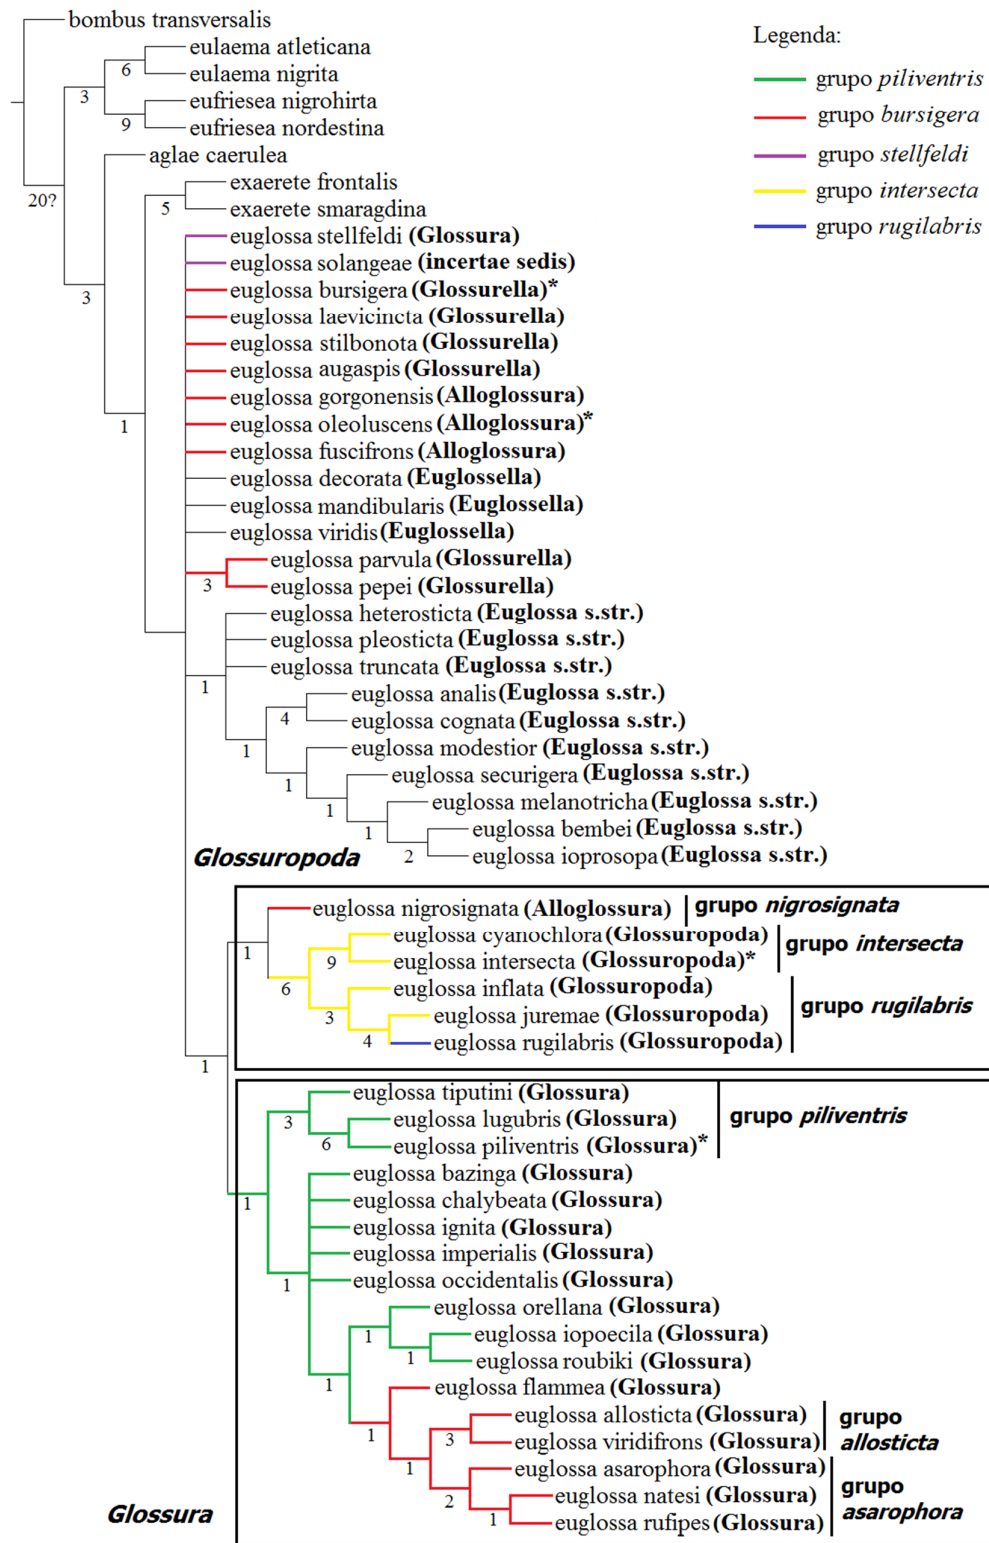 bombus transversalis
eulaema atleticana
eulaema nigrita
6
3
eufriesea nigrohirta
eufriesea nordestina
9
aglae caerulea
20?
exaerete frontalis
exaerete smaragdina
5
3
1
Legenda:
grupo piliventris
grupo bursigera
grupo stellfeldi
grupo intersecta
grupo rugilabris
euglossa stellfeldi (Glossura)
euglossa solangeae (incertae sedis)
euglossa bursigera (Glossurella)*
euglossa laevicincta (Glossurella)
euglossa stilbonota (Glossurella)
euglossa augaspis (Glossurella)
euglossa gorgonensis (Alloglossura)
euglossa oleoluscens (Alloglossura)*
euglossa fuscifrons (Alloglossura)
euglossa decorata (Euglossella)
euglossa mandibularis (Euglossella)
euglossa viridis (Euglossella)
euglossa parvula (Glossurella)
3
euglossa pepei (Glossurella)
euglossa heterosticta (Euglossa s.str.)
euglossa pleosticta (Euglossa s.str.)
euglossa truncata (Euglossa s.str.)
1
euglossa analis (Euglossa s.str.)
4
euglossa cognata (Euglossa s.str.)
1
euglossa modestior (Euglossa s.str.)
1
euglossa securigera (Euglossa s.str.)
1
euglossa melanotricha (Euglossa s.str.)
1
euglossa bembei (Euglossa s.str.)
2
euglossa ioprosopa (Euglossa s.str.)
Glossuropoda
euglossa nigrosignata (Alloglossura)
grupo nigrosignata
1
euglossa cyanochlora (Glossuropoda)
grupo intersecta
9
euglossa intersecta (Glossuropoda)*
6
euglossa inflata (Glossuropoda)
grupo rugilabris
3
euglossa juremae (Glossuropoda)
4
euglossa rugilabris (Glossuropoda)
1
euglossa tiputini (Glossura)
grupo piliventris
3
euglossa lugubris (Glossura)
6
euglossa piliventris (Glossura)*
euglossa bazinga (Glossura)
1
euglossa chalybeata (Glossura)
euglossa ignita (Glossura)
euglossa imperialis (Glossura)
euglossa occidentalis (Glossura)
1
euglossa orellana (Glossura)
1
euglossa iopoecila (Glossura)
1
euglossa roubiki (Glossura)
1
euglossa flammea (Glossura)
1
euglossa allosticta (Glossura)
grupo
allosticta
3
euglossa viridifrons (Glossura)
1
euglossa asarophora (Glossura)
grupo
asarophora
2
euglossa natesi (Glossura)
1
euglossa rufipes (Glossura)
Glossura